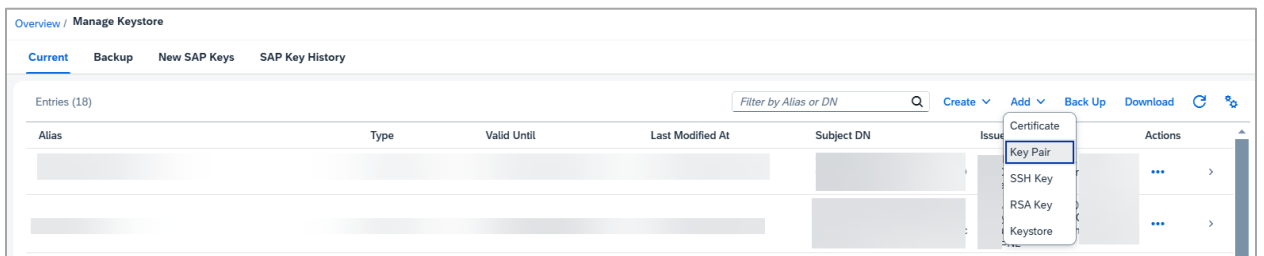 Overview / Manage Keystore
Current Backup New SAP Keys SAP Key History
Entries (18) Filter by Alias or DN Create Add Back Up Download
Alias Type Valid Until Last Modified At Subject DN Actions
Certificate
Key Pair
SSH Key
RSA Key
Keystore